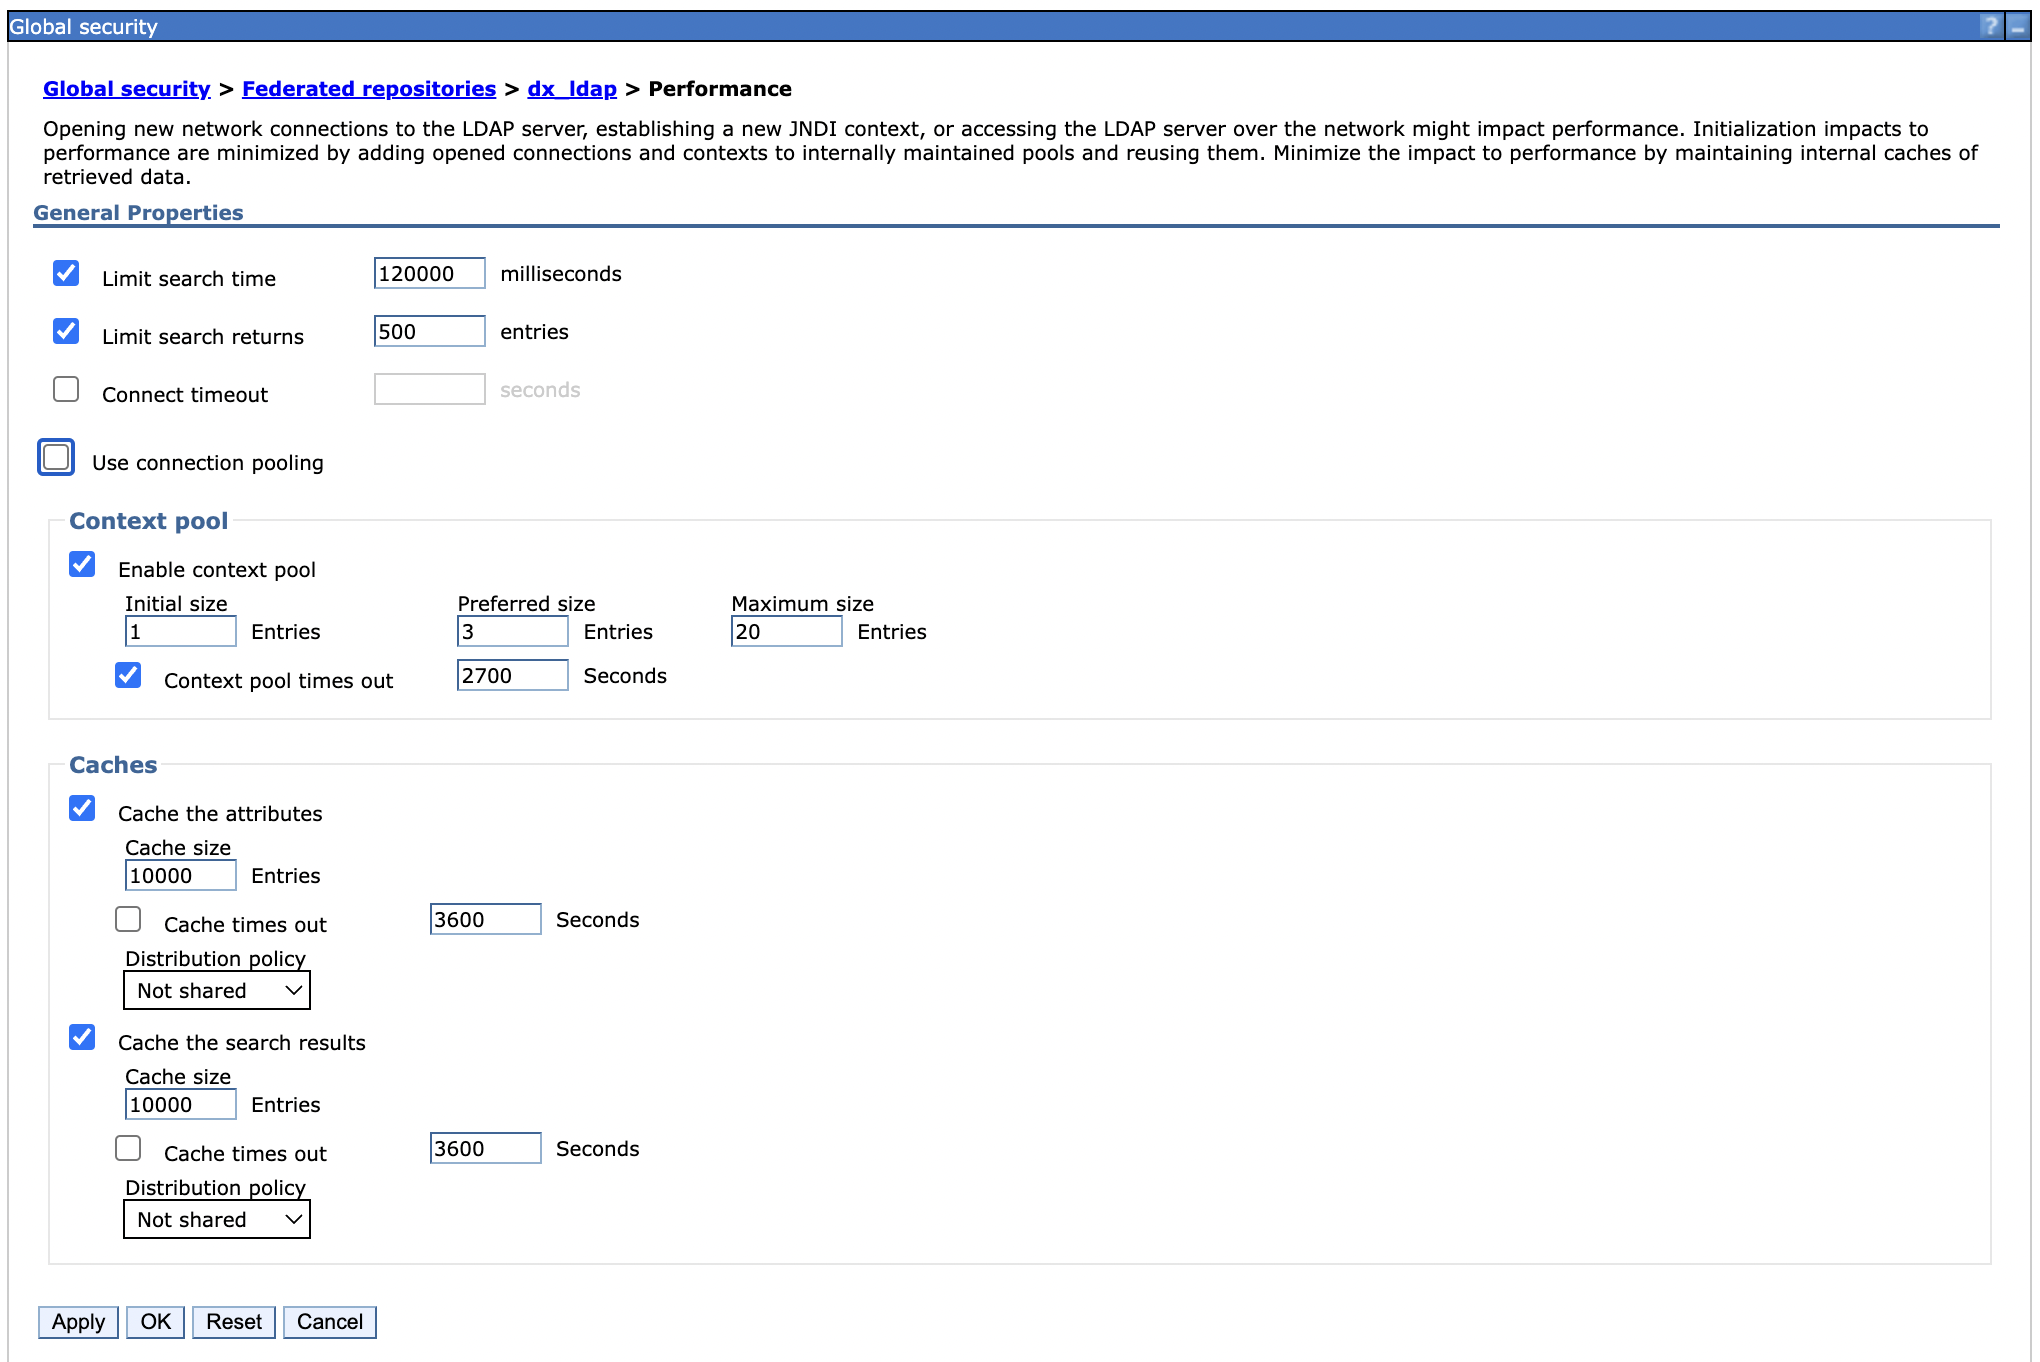 Global security
?
Global security > Federated repositories > dx_ldap > Performance
Opening new network connections to the LDAP server, establishing a new JNDI context, or accessing the LDAP server over the network might impact performance. Initialization impacts to
performance are minimized by adding opened connections and contexts to internally maintained pools and reusing them. Minimize the impact to performance by maintaining internal caches of
retrieved data.
General Properties
Limit search time 120000 milliseconds
Limit search returns 500 entries
Connect timeout seconds
Use connection pooling
Context pool
Enable context pool
Initial size Preferred size Maximum size
1 Entries 3 Entries 20 Entries
Context pool times out 2700 Seconds
Caches
Cache the attributes
Cache size
10000 Entries
Cache times out 3600 Seconds
Distribution policy
Not shared
Cache the search results
Cache size
10000 Entries
Cache times out 3600 Seconds
Distribution policy
Not shared
Apply OK Reset Cancel